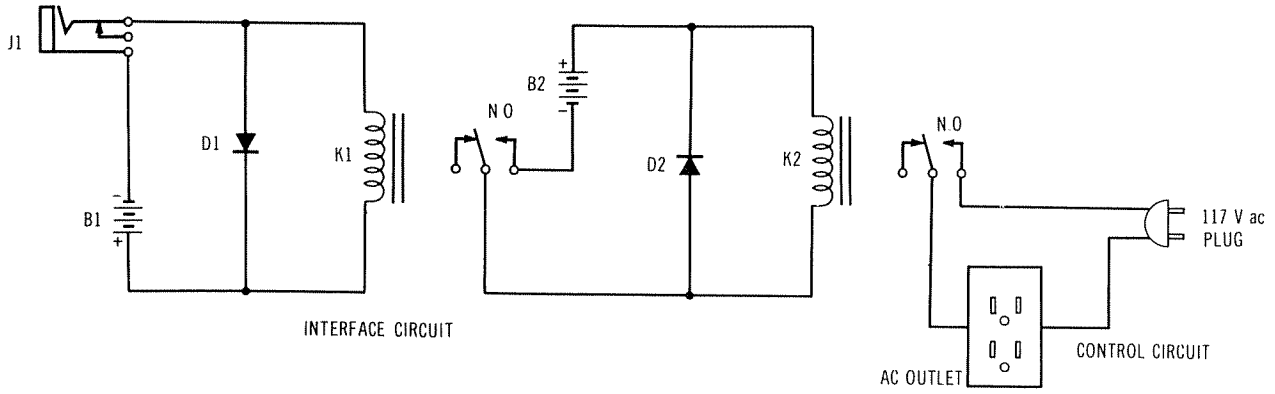 J1
B1
-
+
D1
K1
INTERFACE CIRCUIT
N O
B2
+
-
D2
K2
N.O
117 V ac
PLUG
AC OUTLET
CONTROL CIRCUIT